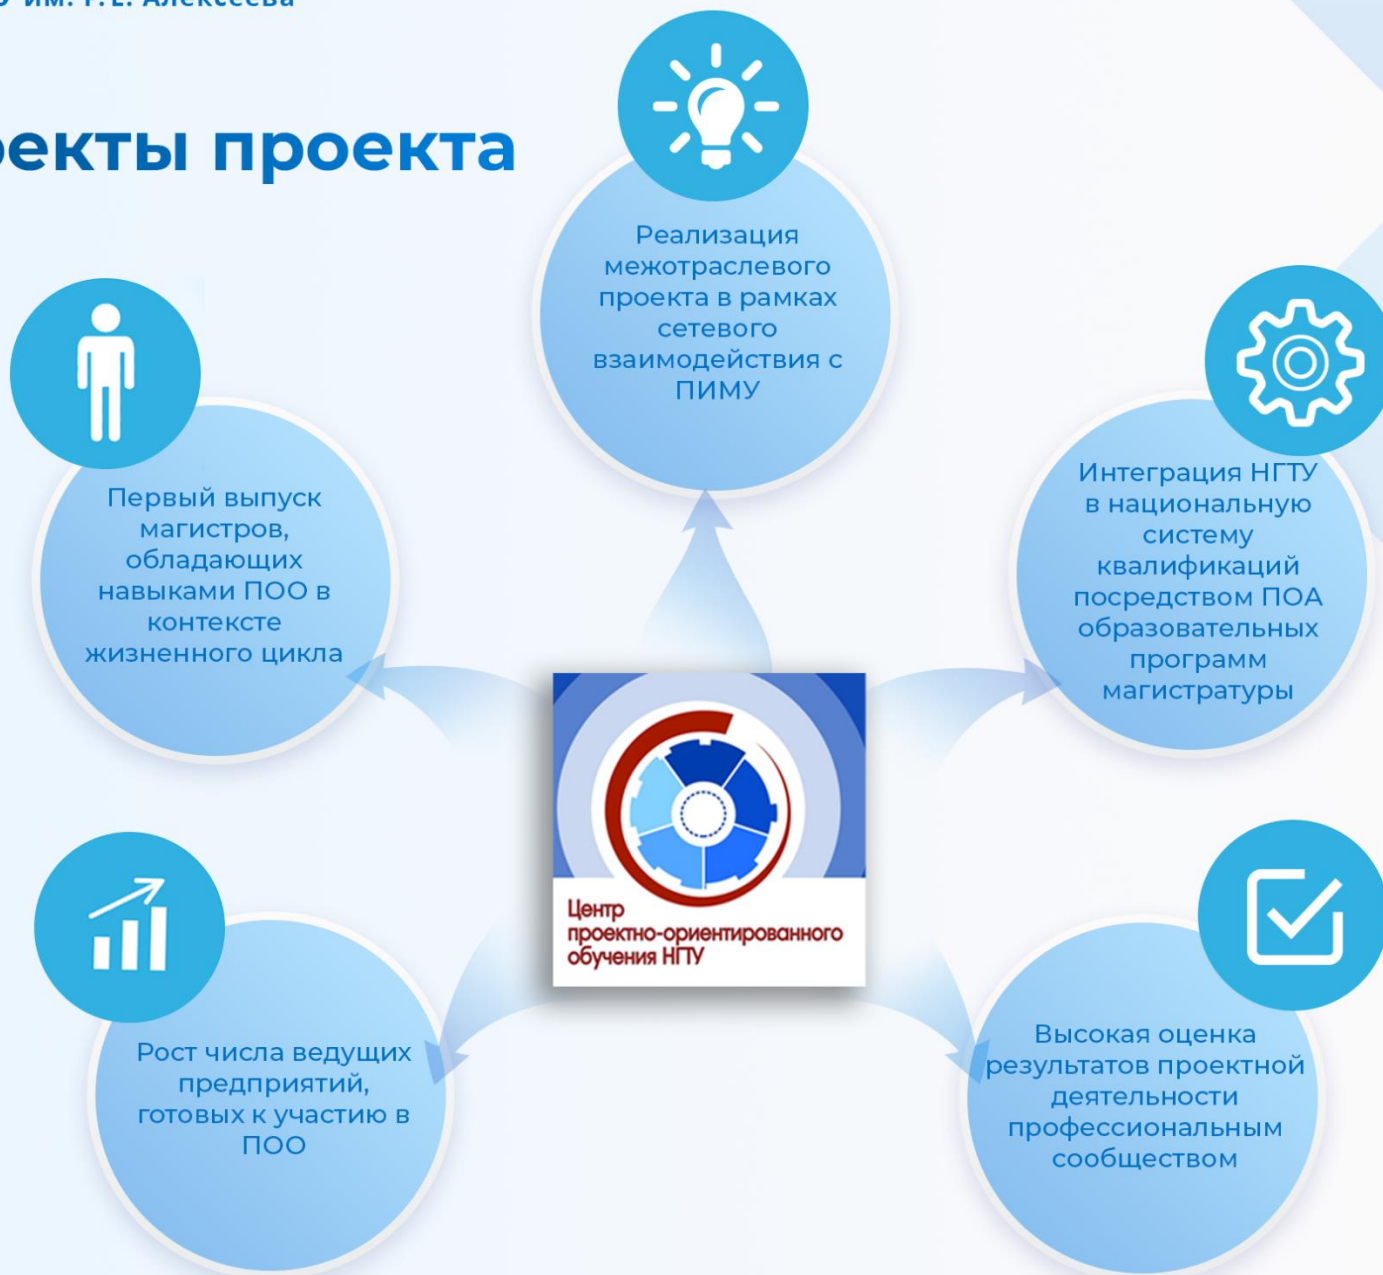 им. Р.Е. Алексеева
екты проекта
Реализация
межотраслевого
проекта в рамках
сетевого
взаимодействия с
ПИМУ
Первый выпуск
магистров,
обладающих
навыками ПОО в
контексте
жизненного цикла
Интеграция НГТУ
в национальную
систему
квалификаций
посредством ПОА
образовательных
программ
магистратуры
Центр
проектно-ориентированного
обучения НГТУ
Рост числа ведущих
предприятий,
готовых к участию в
ПОО
Высокая оценка
результатов проектной
деятельности
профессиональным
сообществом